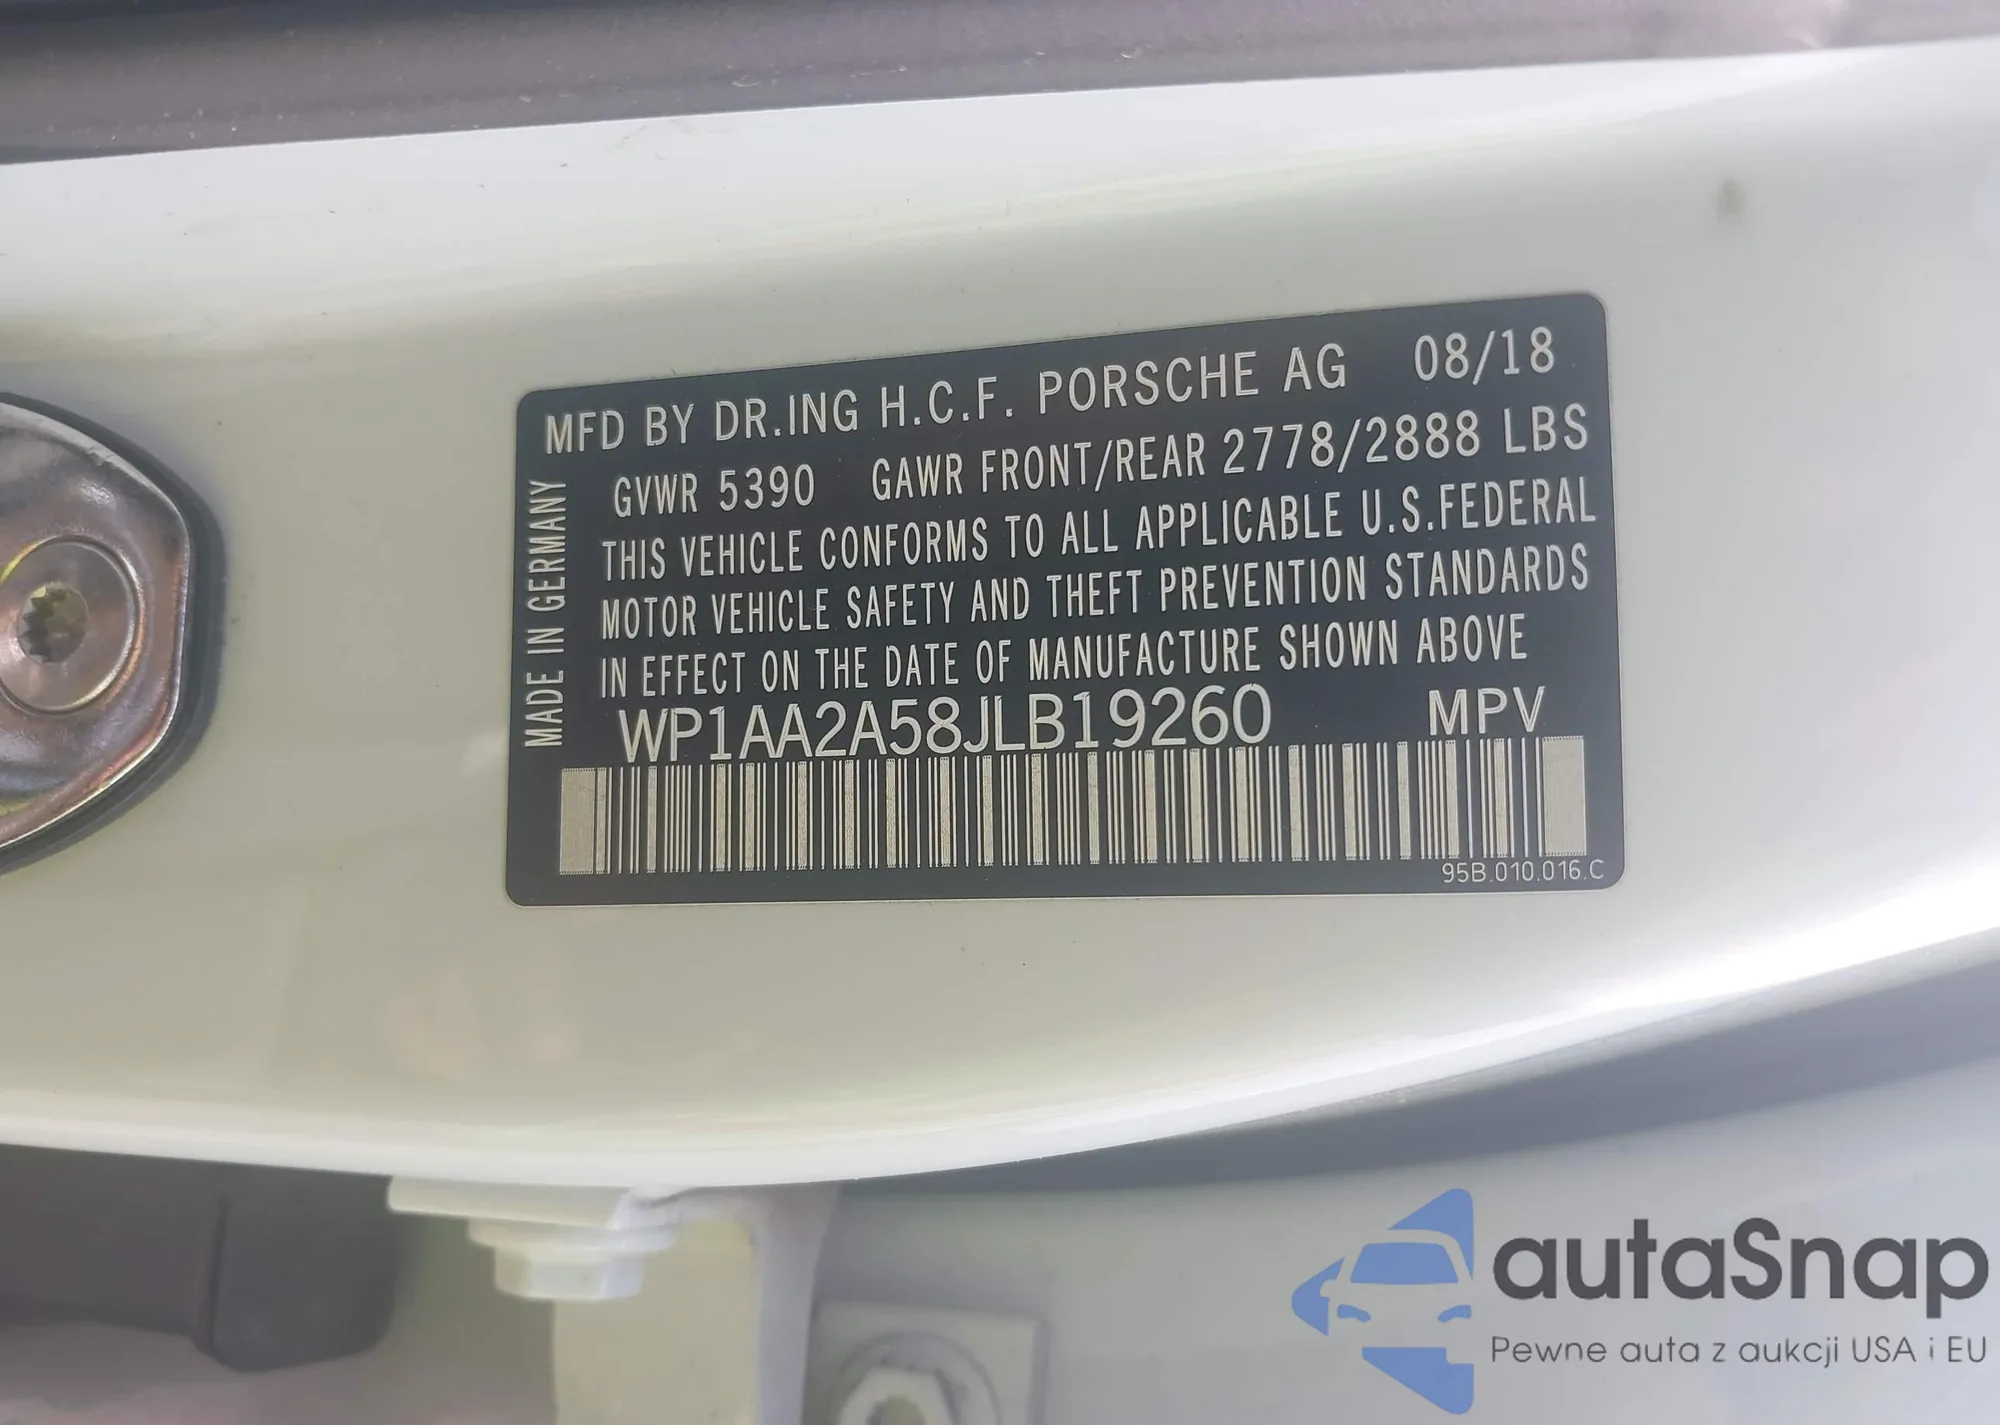 MFD BY DR.ING H.C.F. PORSCHE AG 08/18
GVWR 5390 GAWR FRONT/REAR 2778/2888 LBS
THIS VEHICLE CONFORMS TO ALL APPLICABLE U.S.FEDERAL
MOTOR VEHICLE SAFETY AND THEFT PREVENTION STANDARDS
IN EFFECT ON THE DATE OF MANUFACTURE SHOWN ABOVE
WP1AA2A58JLB19260 MPV
95B.010.016.C
MADE IN GERMANY
autaSnap
Pewne auta z aukcji USA i EU